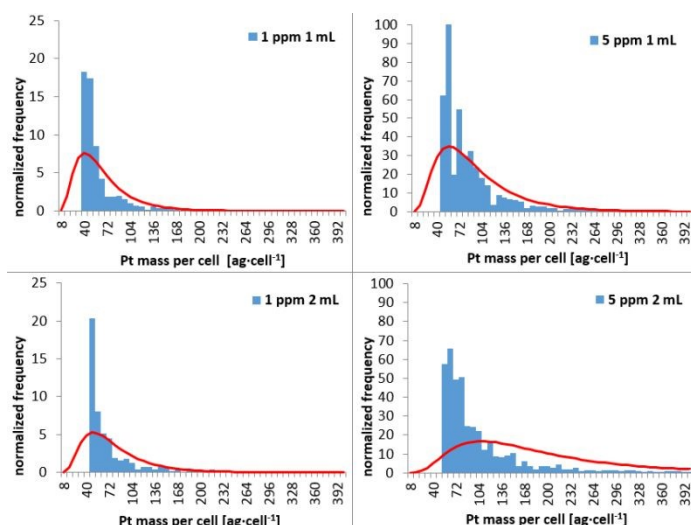 1 ppm 1 mL
normalized frequency
25
20
15
10
5
0
8 40 72 104 136 168 200 232 264 296 328 360 392
Pt mass per cell [ag·cell⁻¹]
5 ppm 1 mL
normalized frequency
100
90
80
70
60
50
40
30
20
10
0
8 40 72 104 136 168 200 232 264 296 328 360 392
Pt mass per cell [ag·cell⁻¹]
1 ppm 2 mL
normalized frequency
25
20
15
10
5
0
8 40 72 104 136 168 200 232 264 296 328 360 392
Pt mass per cell [ag·cell⁻¹]
5 ppm 2 mL
normalized frequency
100
90
80
70
60
50
40
30
20
10
0
8 40 72 104 136 168 200 232 264 296 328 360 392
Pt mass per cell [ag·cell⁻¹]